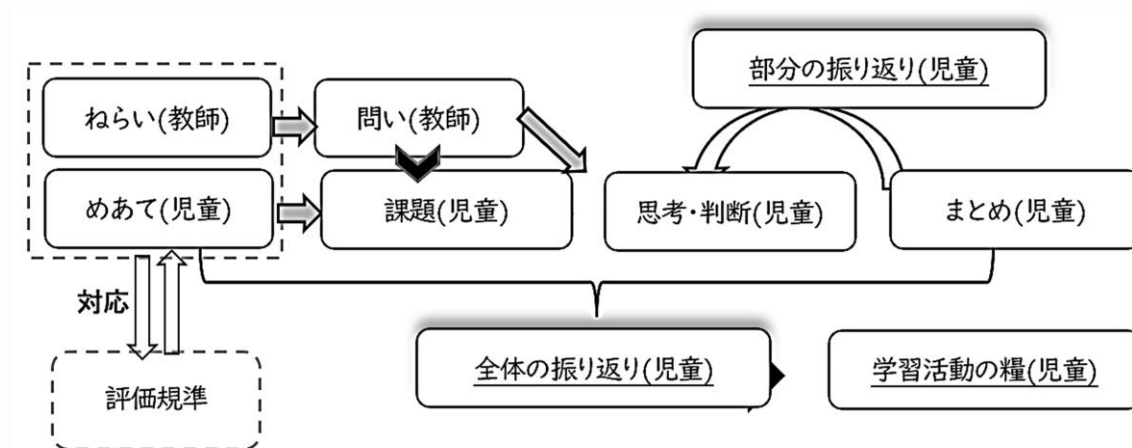 部分の振り返り(児童)
ねらい(教師)
問い(教師)
めあて(児童)
課題(児童)
思考・判断(児童)
まとめ(児童)
対応
全体の振り返り(児童)
学習活動の糧(児童)
評価規準